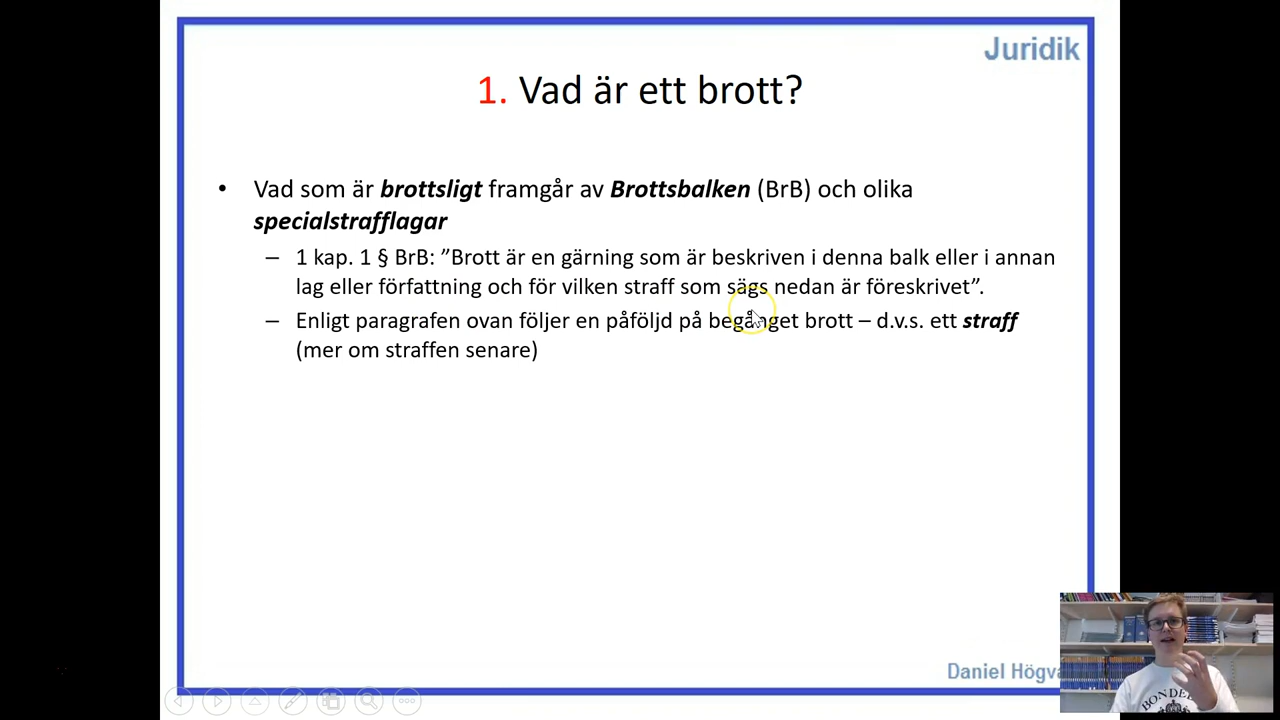 Juridik
1. Vad är ett brott?
• Vad som är brottsligt framgår av Brottsbalken (BrB) och olika
specialstrafflagar
– 1 kap. 1 § BrB: ”Brott är en gärning som är beskriven i denna balk eller i annan
lag eller författning och för vilken straff som sägs nedan är föreskrivet”.
– Enligt paragrafen ovan följer en påföljd på begånget brott – d.v.s. ett straff
(mer om straffen senare)
Daniel